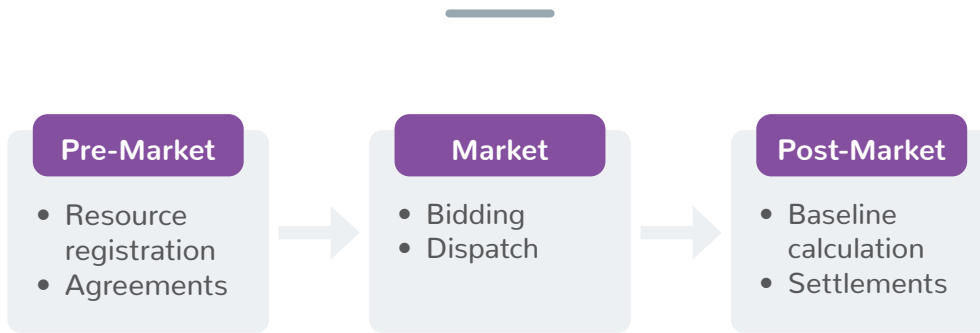 Pre-Market
• Resource
registration
• Agreements
Market
• Bidding
• Dispatch
Post-Market
• Baseline
calculation
• Settlements